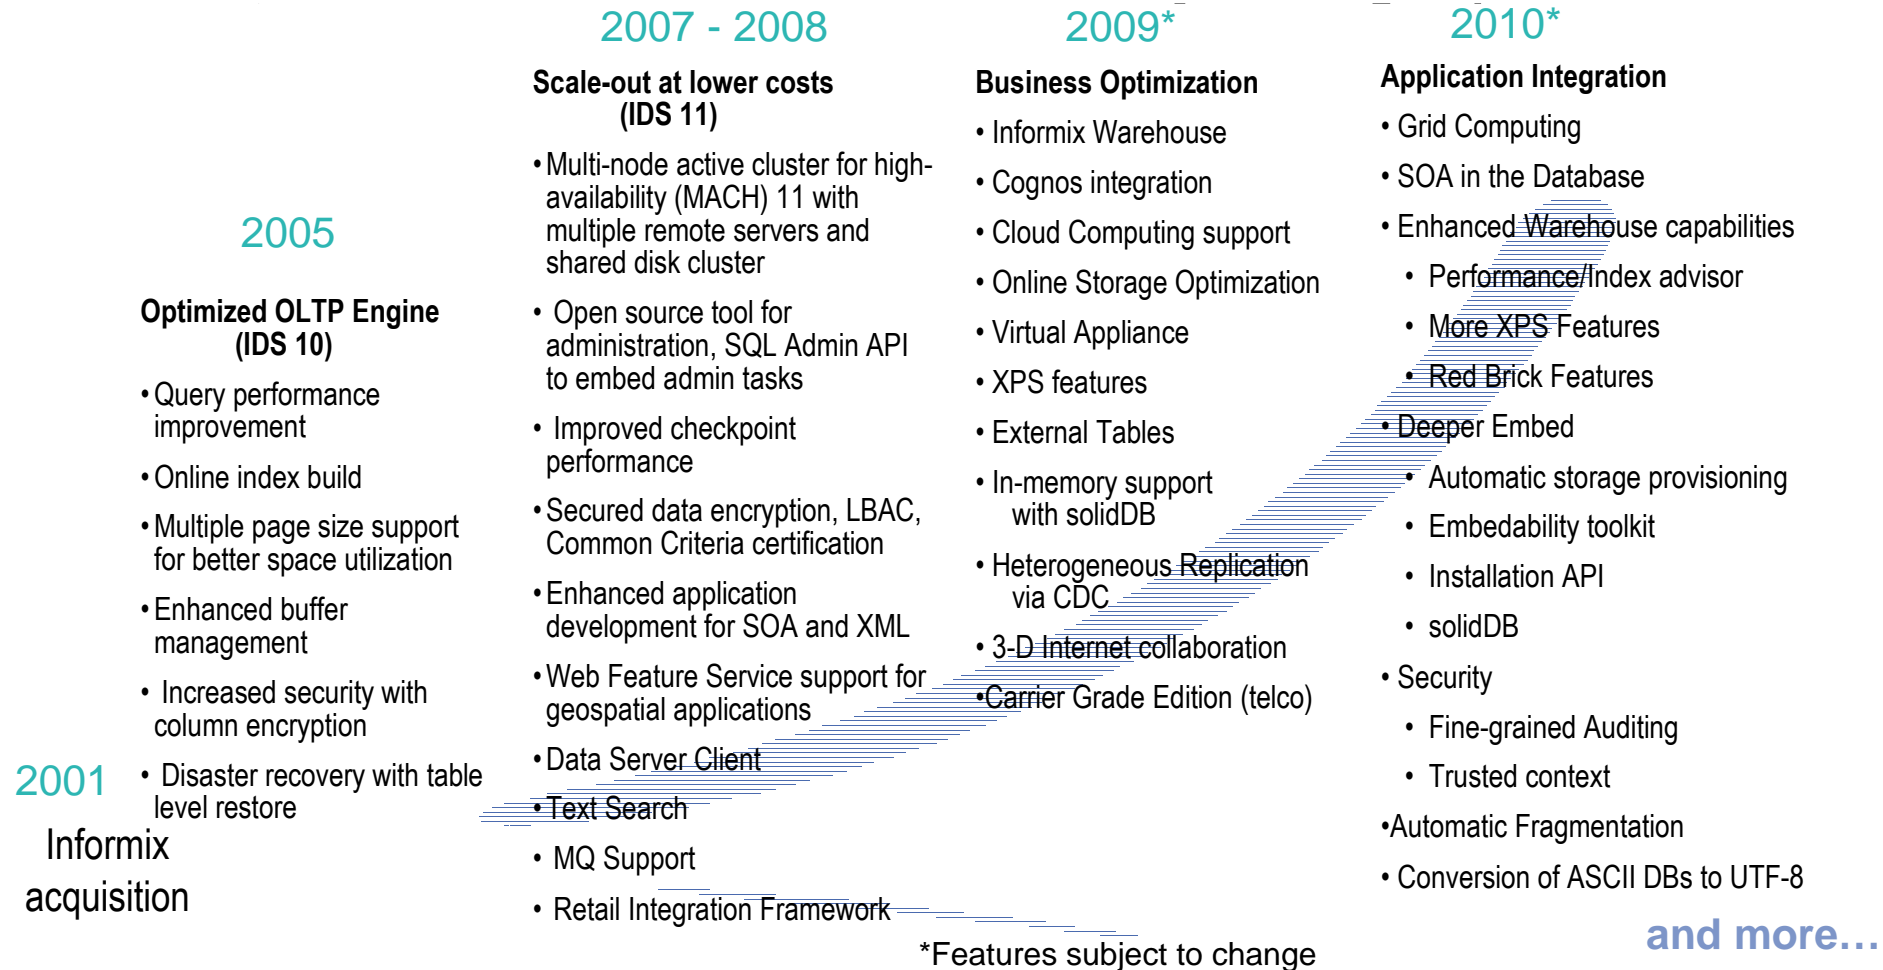 2001
Informix
acquisition
2005
Optimized OLTP Engine
(IDS 10)
• Query performance
improvement
• Online index build
• Multiple page size support
for better space utilization
• Enhanced buffer
management
• Increased security with
column encryption
• Disaster recovery with table
level restore
2007 - 2008
Scale-out at lower costs
(IDS 11)
• Multi-node active cluster for high-
availability (MACH) 11 with
multiple remote servers and
shared disk cluster
• Open source tool for
administration, SQL Admin API
to embed admin tasks
• Improved checkpoint
performance
• Secured data encryption, LBAC,
Common Criteria certification
• Enhanced application
development for SOA and XML
• Web Feature Service support for
geospatial applications
• Data Server Client
• Text Search
• MQ Support
• Retail Integration Framework
2009*
Business Optimization
• Informix Warehouse
• Cognos integration
• Cloud Computing support
• Online Storage Optimization
• Virtual Appliance
• XPS features
• External Tables
• In-memory support
with solidDB
• Heterogeneous Replication
via CDC
• 3-D Internet collaboration
•Carrier Grade Edition (telco)
2010*
Application Integration
• Grid Computing
• SOA in the Database
• Enhanced Warehouse capabilities
• Performance/Index advisor
• More XPS Features
• Red Brick Features
• Deeper Embed
• Automatic storage provisioning
• Embedability toolkit
• Installation API
• solidDB
• Security
• Fine-grained Auditing
• Trusted context
•Automatic Fragmentation
• Conversion of ASCII DBs to UTF-8
and more…
*Features subject to change